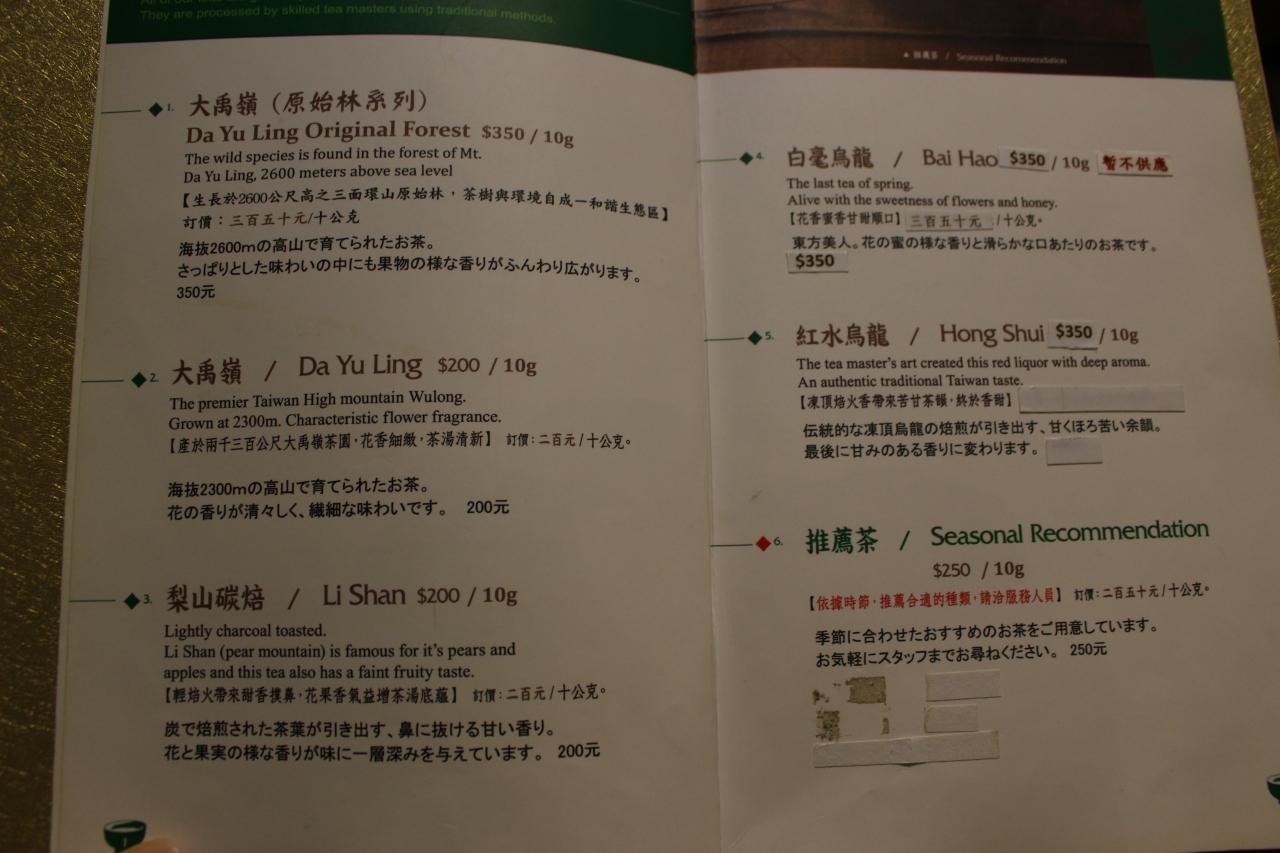 They are processed by skilled tea masters using traditional methods.
1. 大禹嶺（原始林系列）
Da Yu Ling Original Forest $350 / 10g
The wild species is found in the forest of Mt.
Da Yu Ling, 2600 meters above sea level
【生長於2600公尺高之三面環山原始林，茶樹與環境自成一和諧生態區】
訂價：三百五十元/十公克
海抜2600mの高山で育てられたお茶。
さっぱりとした味わいの中にも果物の様な香りがふんわり広がります。
350元
2. 大禹嶺 / Da Yu Ling $200 / 10g
The premier Taiwan High mountain Wulong.
Grown at 2300m. Characteristic flower fragrance.
【產於兩千三百公尺大禹嶺茶園，花香細緻，茶湯清新】 訂價：二百元/十公克。
海抜2300mの高山で育てられたお茶。
花の香りが清々しく、繊細な味わいです。 200元
3. 梨山碳焙 / Li Shan $200 / 10g
Lightly charcoal toasted.
Li Shan (pear mountain) is famous for it's pears and
apples and this tea also has a faint fruity taste.
【輕焙火帶來甜香撲鼻，花果香氣益增茶湯底蘊】 訂價：二百元/十公克。
炭で焙煎された茶葉が引き出す、鼻に抜ける甘い香り。
花と果実の様な香りが味に一層深みを与えています。 200元
▲ 推薦茶 / Seasonal Recommendation
4. 白毫烏龍 / Bai Hao $350 / 10g 暫不供應
The last tea of spring.
Alive with the sweetness of flowers and honey.
【花香蜜香甘甜順口】 三百五十元 /十公克。
東方美人。花の蜜の様な香りと滑らかな口あたりのお茶です。
$350
5. 紅水烏龍 / Hong Shui $350 / 10g
The tea master's art created this red liquor with deep aroma.
An authentic traditional Taiwan taste.
【凍頂焙火香帶來苦甘茶韻，終於香甜】
伝統的な凍頂烏龍の焙煎が引き出す、甘くほろ苦い余韻。
最後に甘みのある香りに変わります。
6. 推薦茶 / Seasonal Recommendation
$250 / 10g
【依據時節，推薦合適的種類，請洽服務人員】 訂價：二百五十元/十公克。
季節に合わせたおすすめのお茶をご用意しています。
お気軽にスタッフまでお尋ねください。 250元